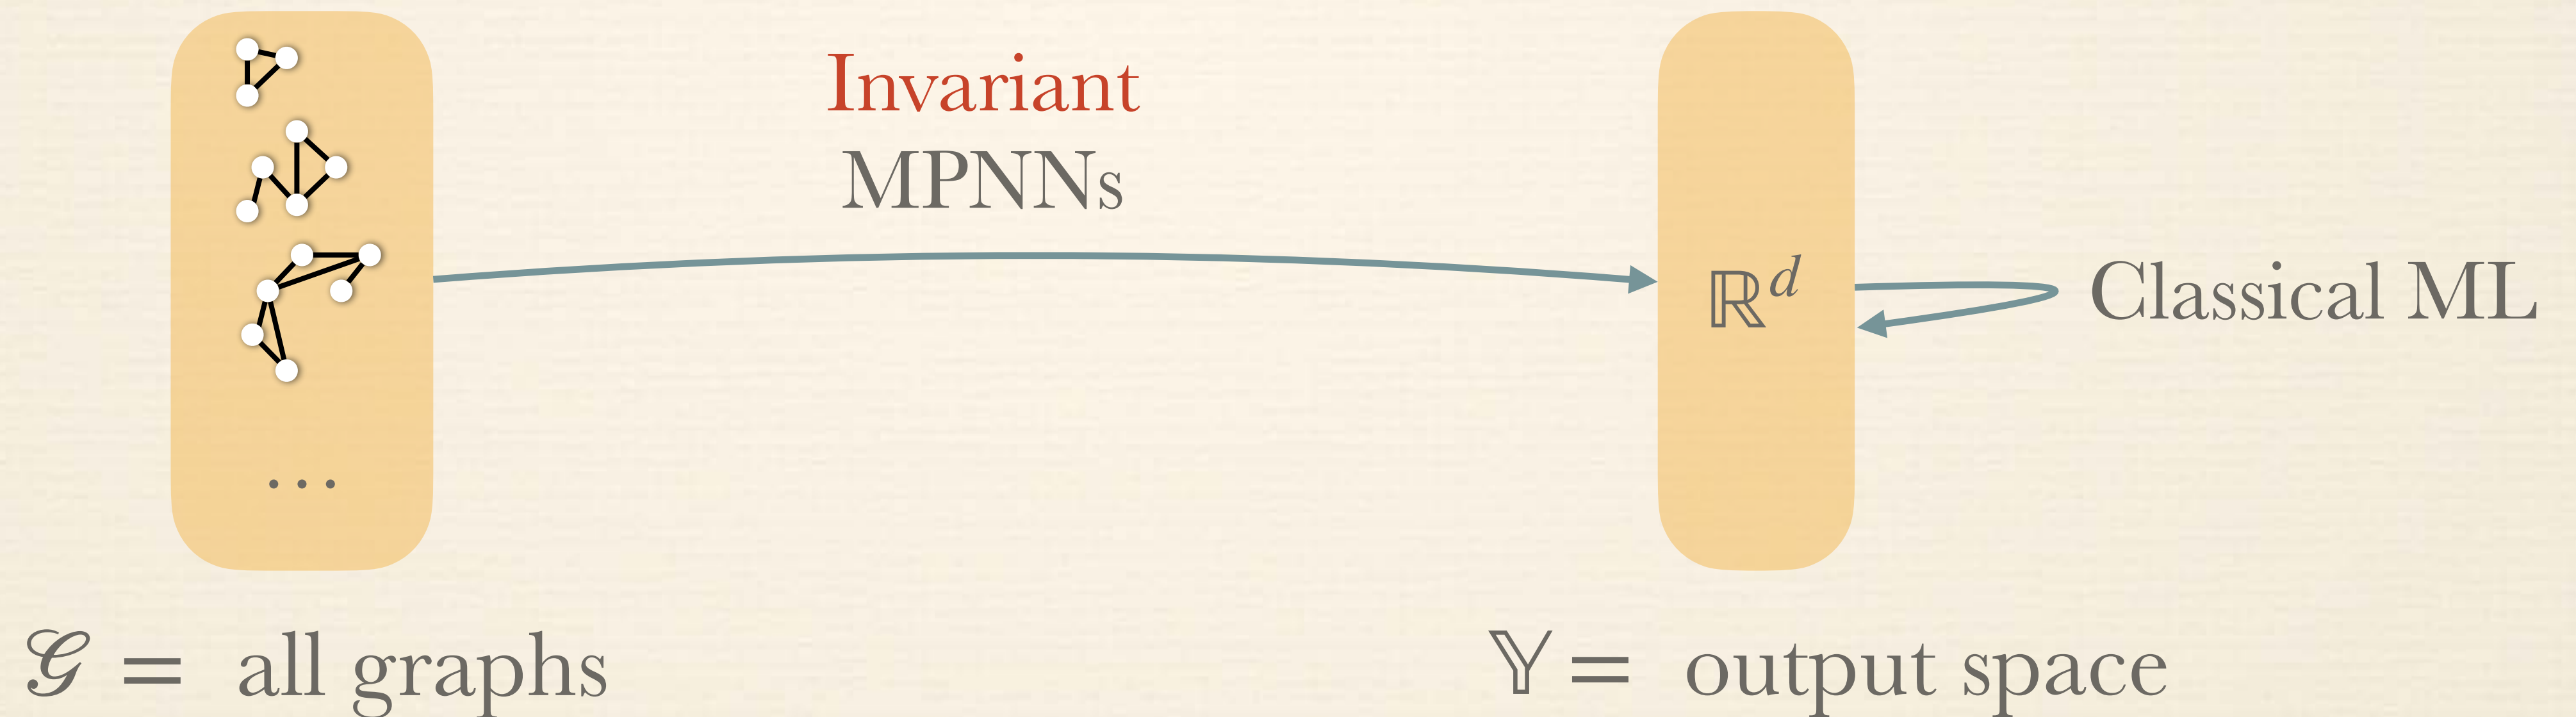 Invariant
MPNNs
ℝ^d
Classical ML
. . .
𝒢 = all graphs
𝕐 = output space